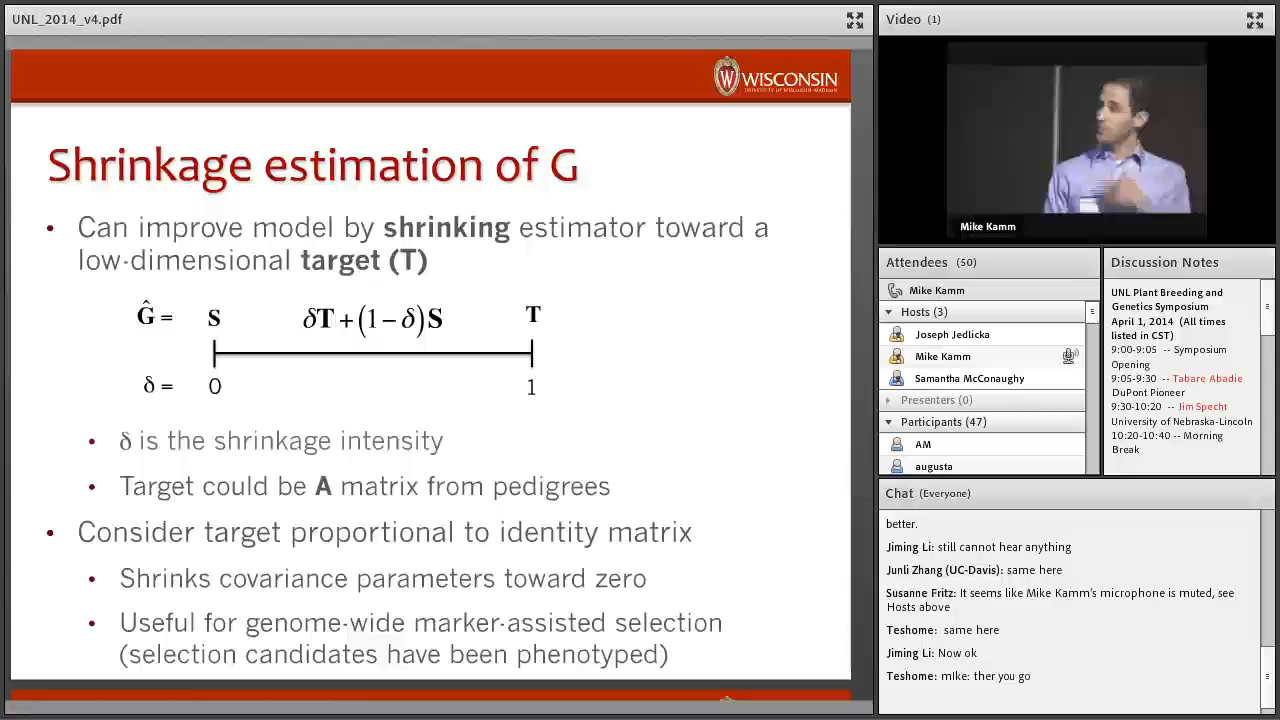 UNL_2014_v4.pdf
WISCONSIN
UNIVERSITY OF WISCONSIN-MADISON
Shrinkage estimation of G
• Can improve model by shrinking estimator toward a
low-dimensional target (T)
Ĝ = S δT+(1−δ)S T
δ = 0 1
• δ is the shrinkage intensity
• Target could be A matrix from pedigrees
• Consider target proportional to identity matrix
• Shrinks covariance parameters toward zero
• Useful for genome-wide marker-assisted selection
(selection candidates have been phenotyped)
Video (1)
Mike Kamm
Attendees (50)
Mike Kamm
Hosts (3)
Joseph Jedlicka
Mike Kamm
Samantha McConaughy
Presenters (0)
Participants (47)
AM
augusta
Discussion Notes
UNL Plant Breeding and
Genetics Symposium
April 1, 2014 (All times
listed in CST)
9:00-9:05 -- Symposium
Opening
9:05-9:30 -- Tabare Abadie
DuPont Pioneer
9:30-10:20 -- Jim Specht
University of Nebraska-Lincoln
10:20-10:40 -- Morning
Break
Chat (Everyone)
better.
Jiming Li: still cannot hear anything
Junli Zhang (UC-Davis): same here
Susanne Fritz: It seems like Mike Kamm's microphone is muted, see
Hosts above
Teshome: same here
Jiming Li: Now ok
Teshome: mIke: ther you go